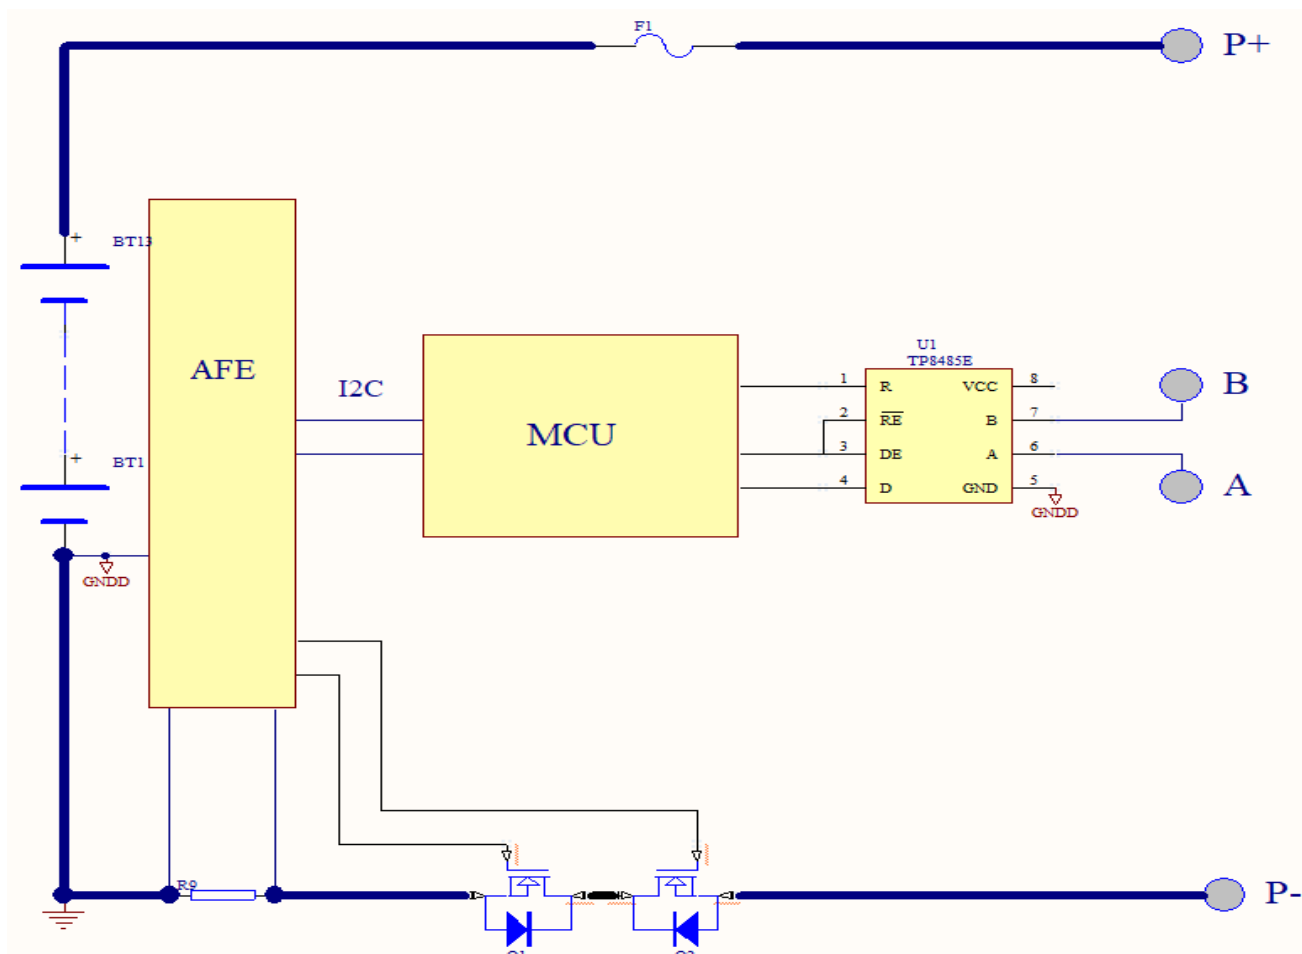 F1
P+
+
BT13
AFE
I2C
MCU
U1
TP8485E
1 R VCC 8
2 RE B 7
3 DE A 6
4 D GND 5
GNDD
B
A
+
BT1
GNDD
R9
P-